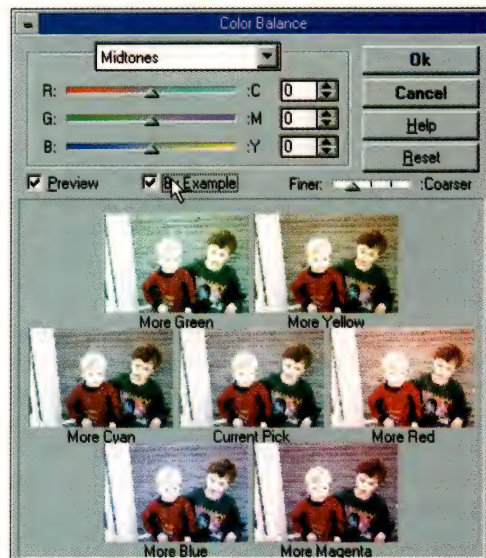 Color Balance
Midtones
Ok
R: :C 0
Cancel
G: :M 0
Help
B: :Y 0
Reset
Preview
Example
Finer: :Coarser
More Green
More Yellow
More Cyan
Current Pick
More Red
More Blue
More Magenta